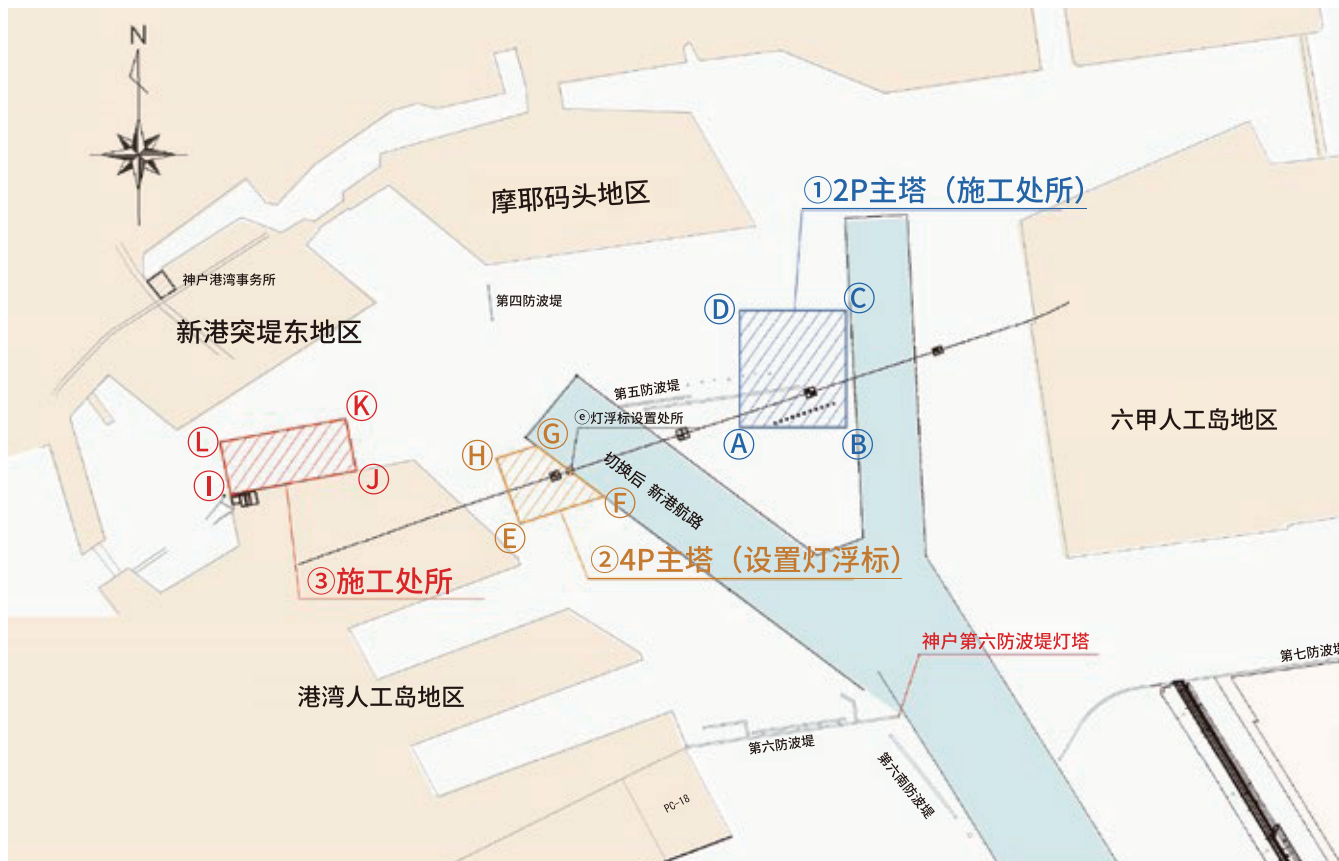 N
摩耶码头地区
①2P主塔（施工处所）
神户港湾事务所
第四防波堤
新港突堤东地区
D
C
第五防波堤
ⓔ灯浮标设置处所
六甲人工岛地区
K
L
G
A
B
H
切换后 新港航路
J
I
F
E
②4P主塔（设置灯浮标）
③施工处所
神户第六防波堤灯塔
第七防波堤
港湾人工岛地区
第六防波堤
第六南防波堤
PC-18